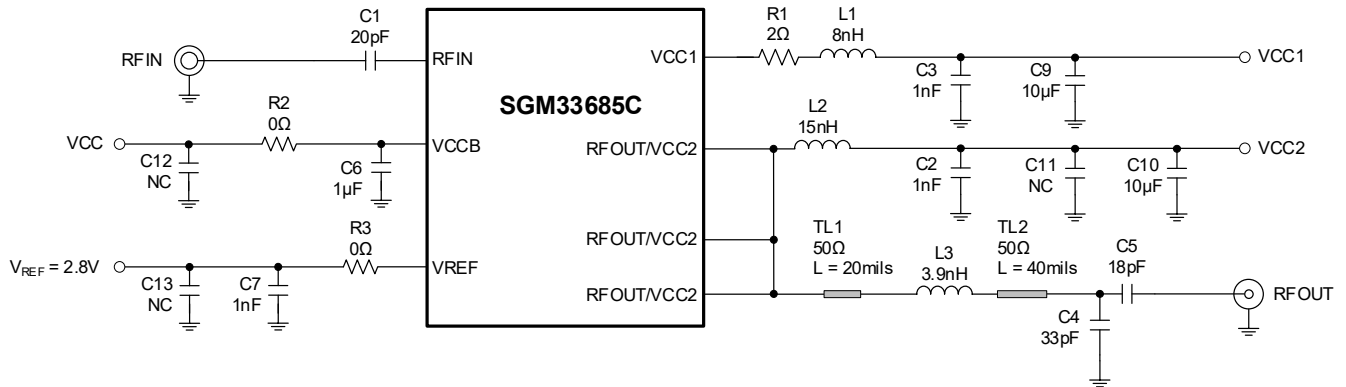 C1
20pF
RFIN
RFIN
R2
0Ω
VCC
VCCB
C12
NC
C6
1µF
R3
0Ω
V_REF = 2.8V
VREF
C13
NC
C7
1nF
SGM33685C
VCC1
RFOUT/VCC2
RFOUT/VCC2
RFOUT/VCC2
R1
2Ω
L1
8nH
C3
1nF
C9
10µF
VCC1
L2
15nH
C2
1nF
C11
NC
C10
10µF
VCC2
TL1
50Ω
L = 20mils
L3
3.9nH
TL2
50Ω
L = 40mils
C5
18pF
C4
33pF
RFOUT